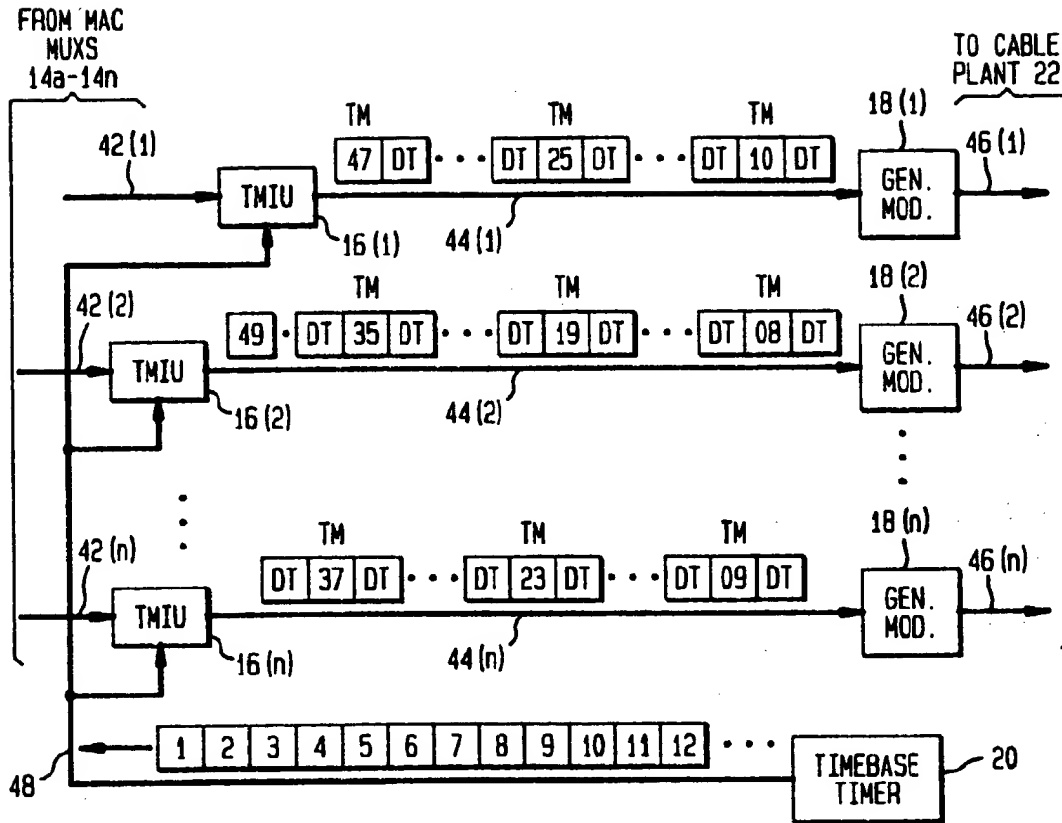 FROM MAC
MUXS
14a-14n
TO CABLE
PLANT 22
42(1)
TMIU
16(1)
TM TM TM
47 DT • • • DT 25 DT • • • DT 10 DT
44(1)
18(1)
GEN.
MOD.
46(1)
42(2)
TMIU
16(2)
TM TM TM
49 • DT 35 DT • • • DT 19 DT • • • DT 08 DT
44(2)
18(2)
GEN.
MOD.
46(2)
42(n)
TMIU
16(n)
TM TM TM
DT 37 DT • • • DT 23 DT • • • DT 09 DT
44(n)
18(n)
GEN.
MOD.
46(n)
48
1 2 3 4 5 6 7 8 9 10 11 12 • • •
TIMEBASE
TIMER
20